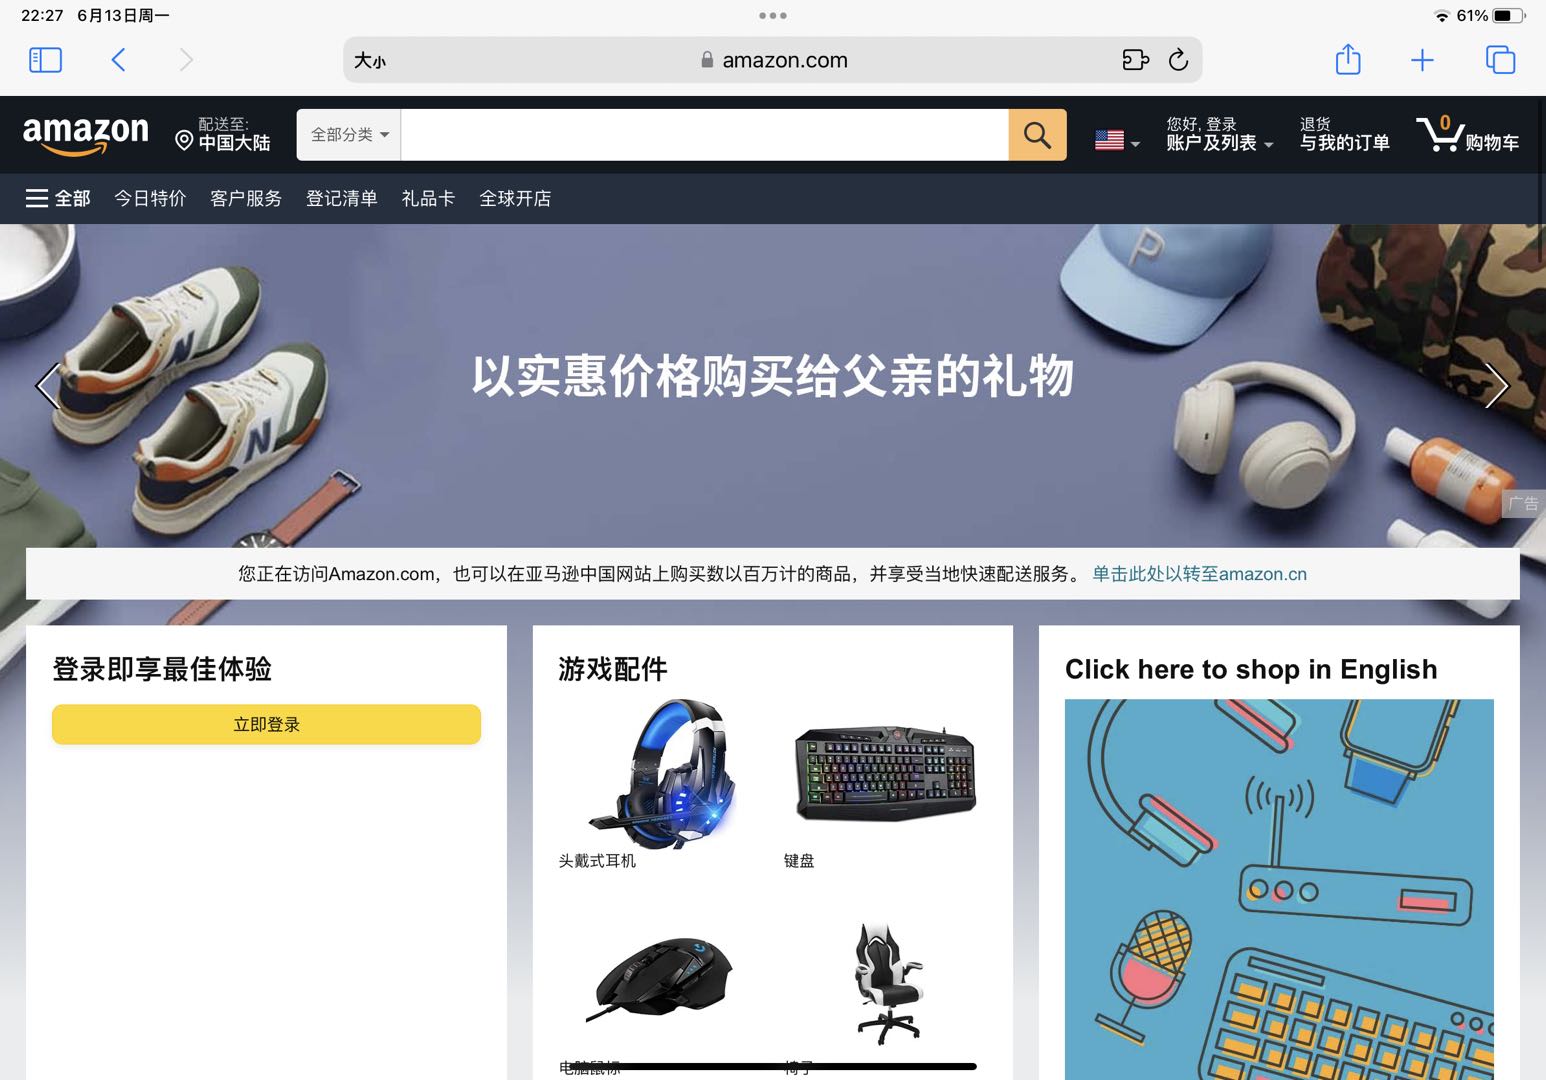 22:27 6月13日周一
61%
大小
amazon.com
amazon
配送至:
中国大陆
全部分类
您好, 登录
账户及列表
退货
与我的订单
0
购物车
全部 今日特价 客户服务 登记清单 礼品卡 全球开店
P
以实惠价格购买给父亲的礼物
N
N
广告
您正在访问Amazon.com，也可以在亚马逊中国网站上购买数以百万计的商品，并享受当地快速配送服务。 单击此处以转至amazon.cn
登录即享最佳体验
立即登录
游戏配件
头戴式耳机
键盘
电脑鼠标
椅子
Click here to shop in English